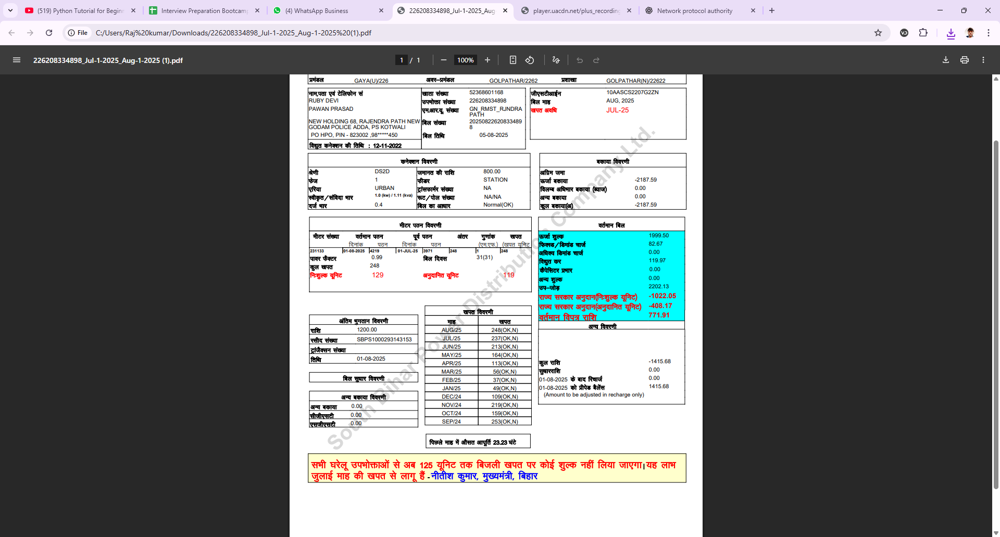 (519) Python Tutorial for Beginn
Interview Preparation Bootcamp
(4) WhatsApp Business
226208334898_Jul-1-2025_Aug-
player.uacdn.net/plus_recording
Network protocol authority
File
C:/Users/Raj%20kumar/Downloads/226208334898_Jul-1-2025_Aug-1-2025%20(1).pdf
226208334898_Jul-1-2025_Aug-1-2025 (1).pdf
1 / 1
100%
प्रमंडल GAYA(U)/226 अवर–प्रमंडल GOLPATHAR/2262 प्रशाखा GOLPATHAR(N)/22622
नाम,पता एवं टेलिफोन सं
RUBY DEVI
PAWAN PRASAD
NEW HOLDING 68, RAJENDRA PATH NEW
GODAM POLICE ADDA, PS KOTWALI
PO HPO, PIN - 823002 ,98*****450
विद्युत कनेक्शन की तिथि : 12-11-2022
खाता संख्या 52368601168
उपभोक्ता संख्या 226208334898
एम.आर.यू. संख्या GN_RMST_RJNDRA
PATH
बिल संख्या 20250822620833489
8
बिल तिथि 05-08-2025
जीएसटीआईन 10AASCS2207G2ZN
बिल माह AUG, 2025
खपत अवधि JUL-25
कनेक्शन विवरणी
श्रेणी DS2D जमानत की राशि 800.00
फेज 1 फीडर STATION
एरिया URBAN ट्रांसफार्मर संख्या NA
स्वीकृत/संविदा भार 1.0 (kw) / 1.11 (kva) रूट/पोल संख्या NA/NA
दर्ज भार 0.4 बिल का आधार Normal(OK)
बकाया विवरणी
अग्रिम जमा
ऊर्जा बकाया -2187.59
विलम्ब अधिभार बकाया (ब्याज) 0.00
अन्य बकाया 0.00
कुल बकाया(अ) -2187.59
मीटर पठन विवरणी
मीटर संख्या वर्तमान पठन पूर्व पठन अंतर गुणांक खपत
दिनांक पठन दिनांक पठन (एम.एफ.) (खपत यूनिट
231133 01-08-2025 4219 01-JUL-25 3971 248 1 248
पावर फैक्टर 0.99 बिल दिवस 31(31)
कुल खपत 248
निःशुल्क यूनिट 129 अनुदानित यूनिट 119
वर्तमान बिल
ऊर्जा शुल्क 1999.50
फिक्स्ड/डिमांड चार्ज 82.67
अधिक्य डिमांड चार्ज 0.00
विद्युत कर 119.97
कैपेसिटर प्रभार 0.00
अन्य शुल्क 0.00
उप–जोड़ 2202.13
राज्य सरकार अनुदान(निःशुल्क यूनिट) -1022.05
राज्य सरकार अनुदान(अनुदानित यूनिट) -408.17
वर्तमान विपत्र राशि 771.91
अंतिम भुगतान विवरणी
राशि 1200.00
रसीद संख्या SBPS1000293143153
ट्रांजैक्सन संख्या
तिथि 01-08-2025
बिल सुधार विवरणी
अन्य बकाया विवरणी
अन्य बकाया 0.00
सीजीएसटी 0.00
एसजीएसटी 0.00
खपत विवरणी
माह खपत
AUG/25 248(OK,N)
JUL/25 237(OK,N)
JUN/25 213(OK,N)
MAY/25 164(OK,N)
APR/25 113(OK,N)
MAR/25 56(OK,N)
FEB/25 37(OK,N)
JAN/25 49(OK,N)
DEC/24 109(OK,N)
NOV/24 219(OK,N)
OCT/24 159(OK,N)
SEP/24 253(OK,N)
पिछले माह में औसत आपूर्ति 23.23 घंटे
अन्य विवरणी
कुल राशि -1415.68
सुधारराशि 0.00
01-08-2025 के बाद रिचार्ज 0.00
01-08-2025 को प्रीपेड बैलेंस 1415.68
(Amount to be adjusted in recharge only)
South Bihar Power Distribution Company Ltd.
सभी घरेलू उपभोक्ताओं से अब 125 यूनिट तक बिजली खपत पर कोई शुल्क नहीं लिया जाएगा|यह लाभ
जुलाई माह की खपत से लागू हैं -नीतीश कुमार, मुख्यमंत्री, बिहार